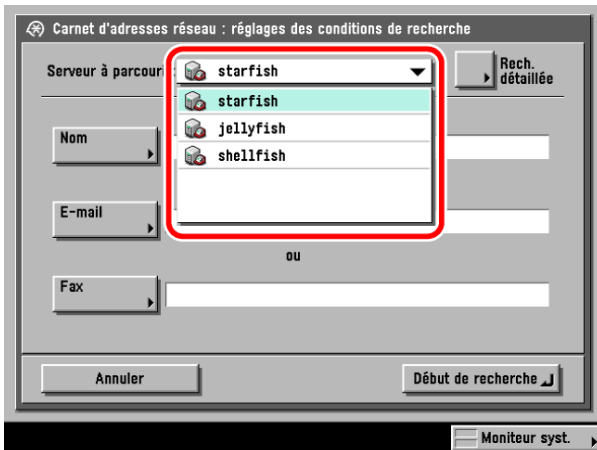 Carnet d'adresses réseau : réglages des conditions de recherche
Serveur à parcouri starfish Rech. détaillée
starfish
jellyfish
shellfish
Nom
E-mail
ou
Fax
Annuler Début de recherche
Moniteur syst.